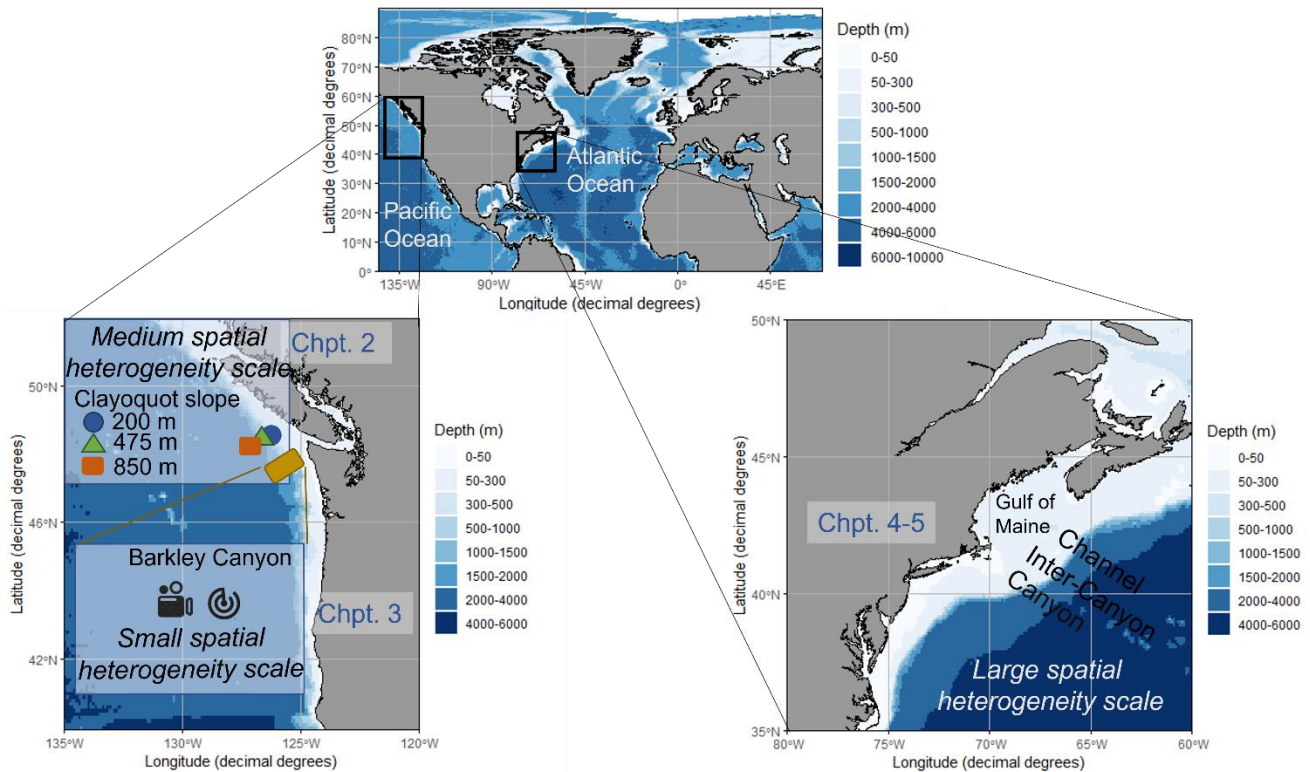 Depth (m)
0-50
50-300
300-500
500-1000
1000-1500
1500-2000
2000-4000
4000-6000
6000-10000
Latitude (decimal degrees)
80°N
70°N
60°N
50°N
40°N
30°N
20°N
10°N
0°
Atlantic
Ocean
Pacific
Ocean
135°W
90°W
45°W
0°
45°E
Longitude (decimal degrees)
Medium spatial
heterogeneity scale
Chpt. 2
Clayoquot slope
200 m
475 m
850 m
Barkley Canyon
Small spatial
heterogeneity scale
Chpt. 3
Latitude (decimal degrees)
50°N
46°N
42°N
135°W
130°W
125°W
120°W
Longitude (decimal degrees)
Depth (m)
0-50
50-300
300-500
500-1000
1000-1500
1500-2000
2000-4000
4000-6000
Latitude (decimal degrees)
50°N
45°N
40°N
35°N
Chpt. 4-5
Gulf of
Maine
Channel
Inter-Canyon
Canyon
Large spatial
heterogeneity scale
80°W
75°W
70°W
65°W
60°W
Longitude (decimal degrees)
Depth (m)
0-50
50-300
300-500
500-1000
1000-1500
1500-2000
2000-4000
4000-6000